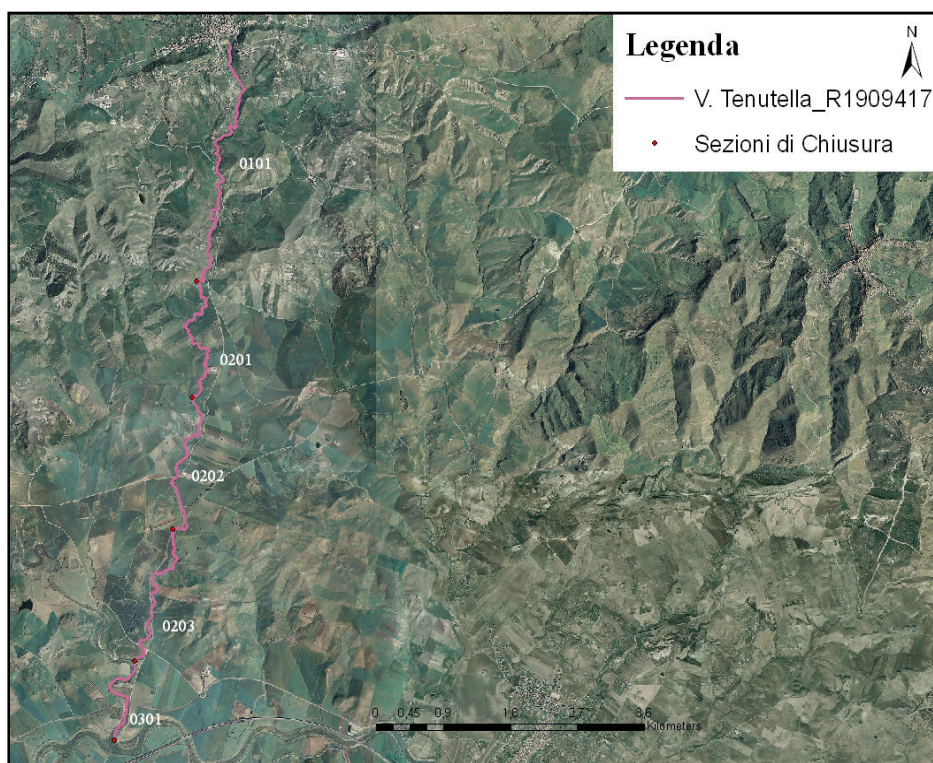 Legenda
N
V. Tenutella_R1909417
Sezioni di Chiusura
0101
0201
0202
0203
0301
0 0,45 0,9 1,8 2,7 3,6
Kilometers